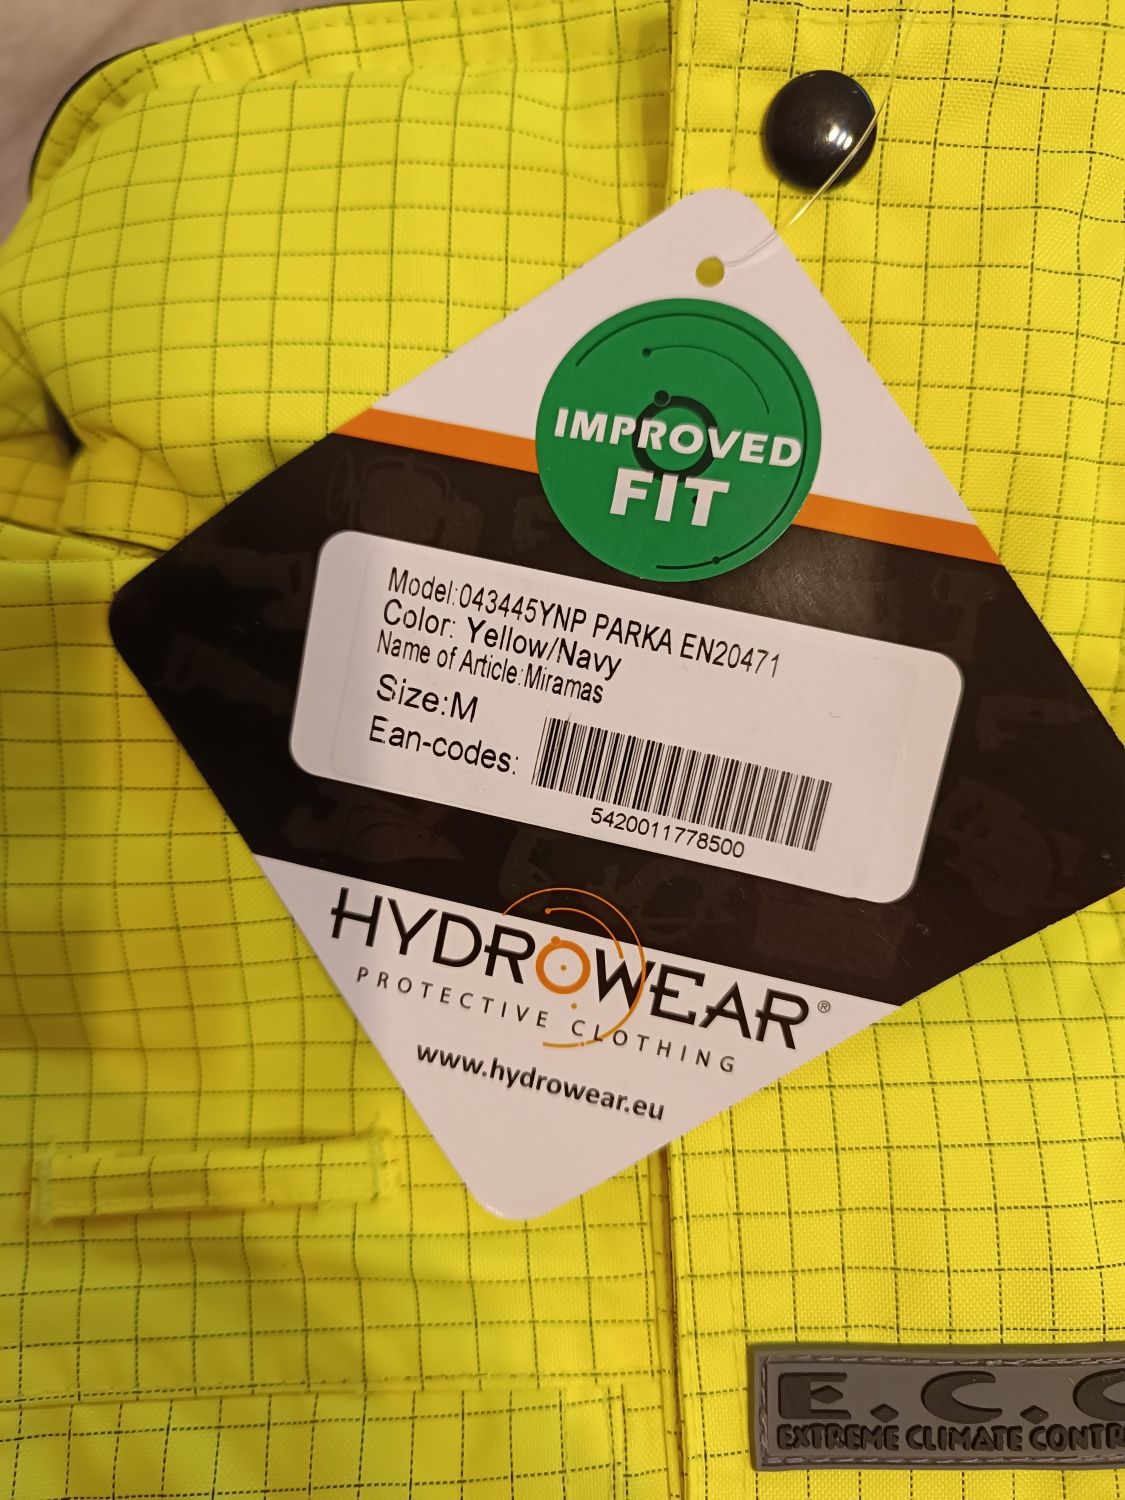 IMPROVED
FIT
Model:043445YNP PARKA EN20471
Color: Yellow/Navy
Name of Article:Miramas
Size:M
Ean-codes:
5420011778500
HYDROWEAR®
PROTECTIVE CLOTHING
www.hydrowear.eu
E.C.C
EXTREME CLIMATE CONTR